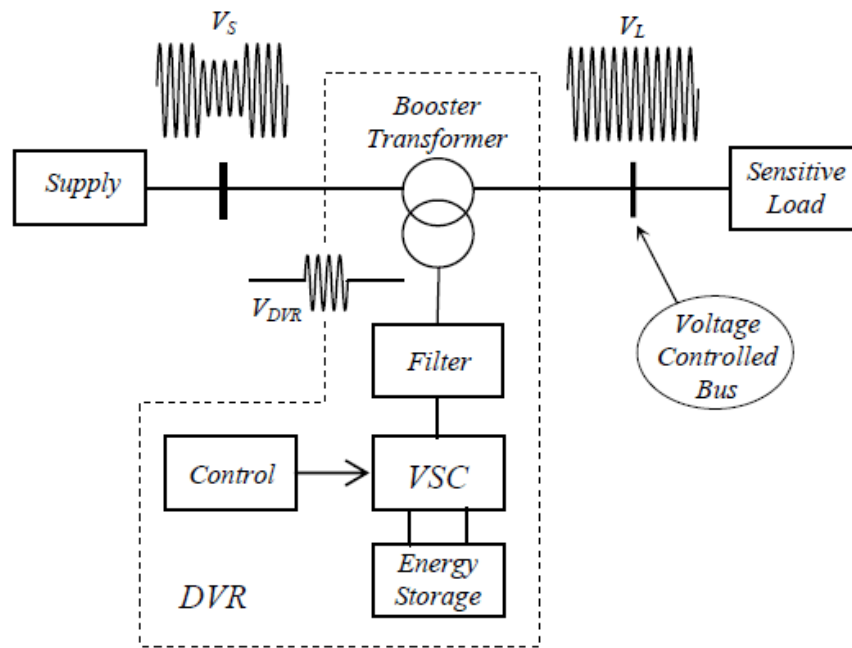 V_S
V_L
Booster
Transformer
Supply
Sensitive
Load
V_DVR
Voltage
Controlled
Bus
Filter
Control
VSC
Energy
Storage
DVR